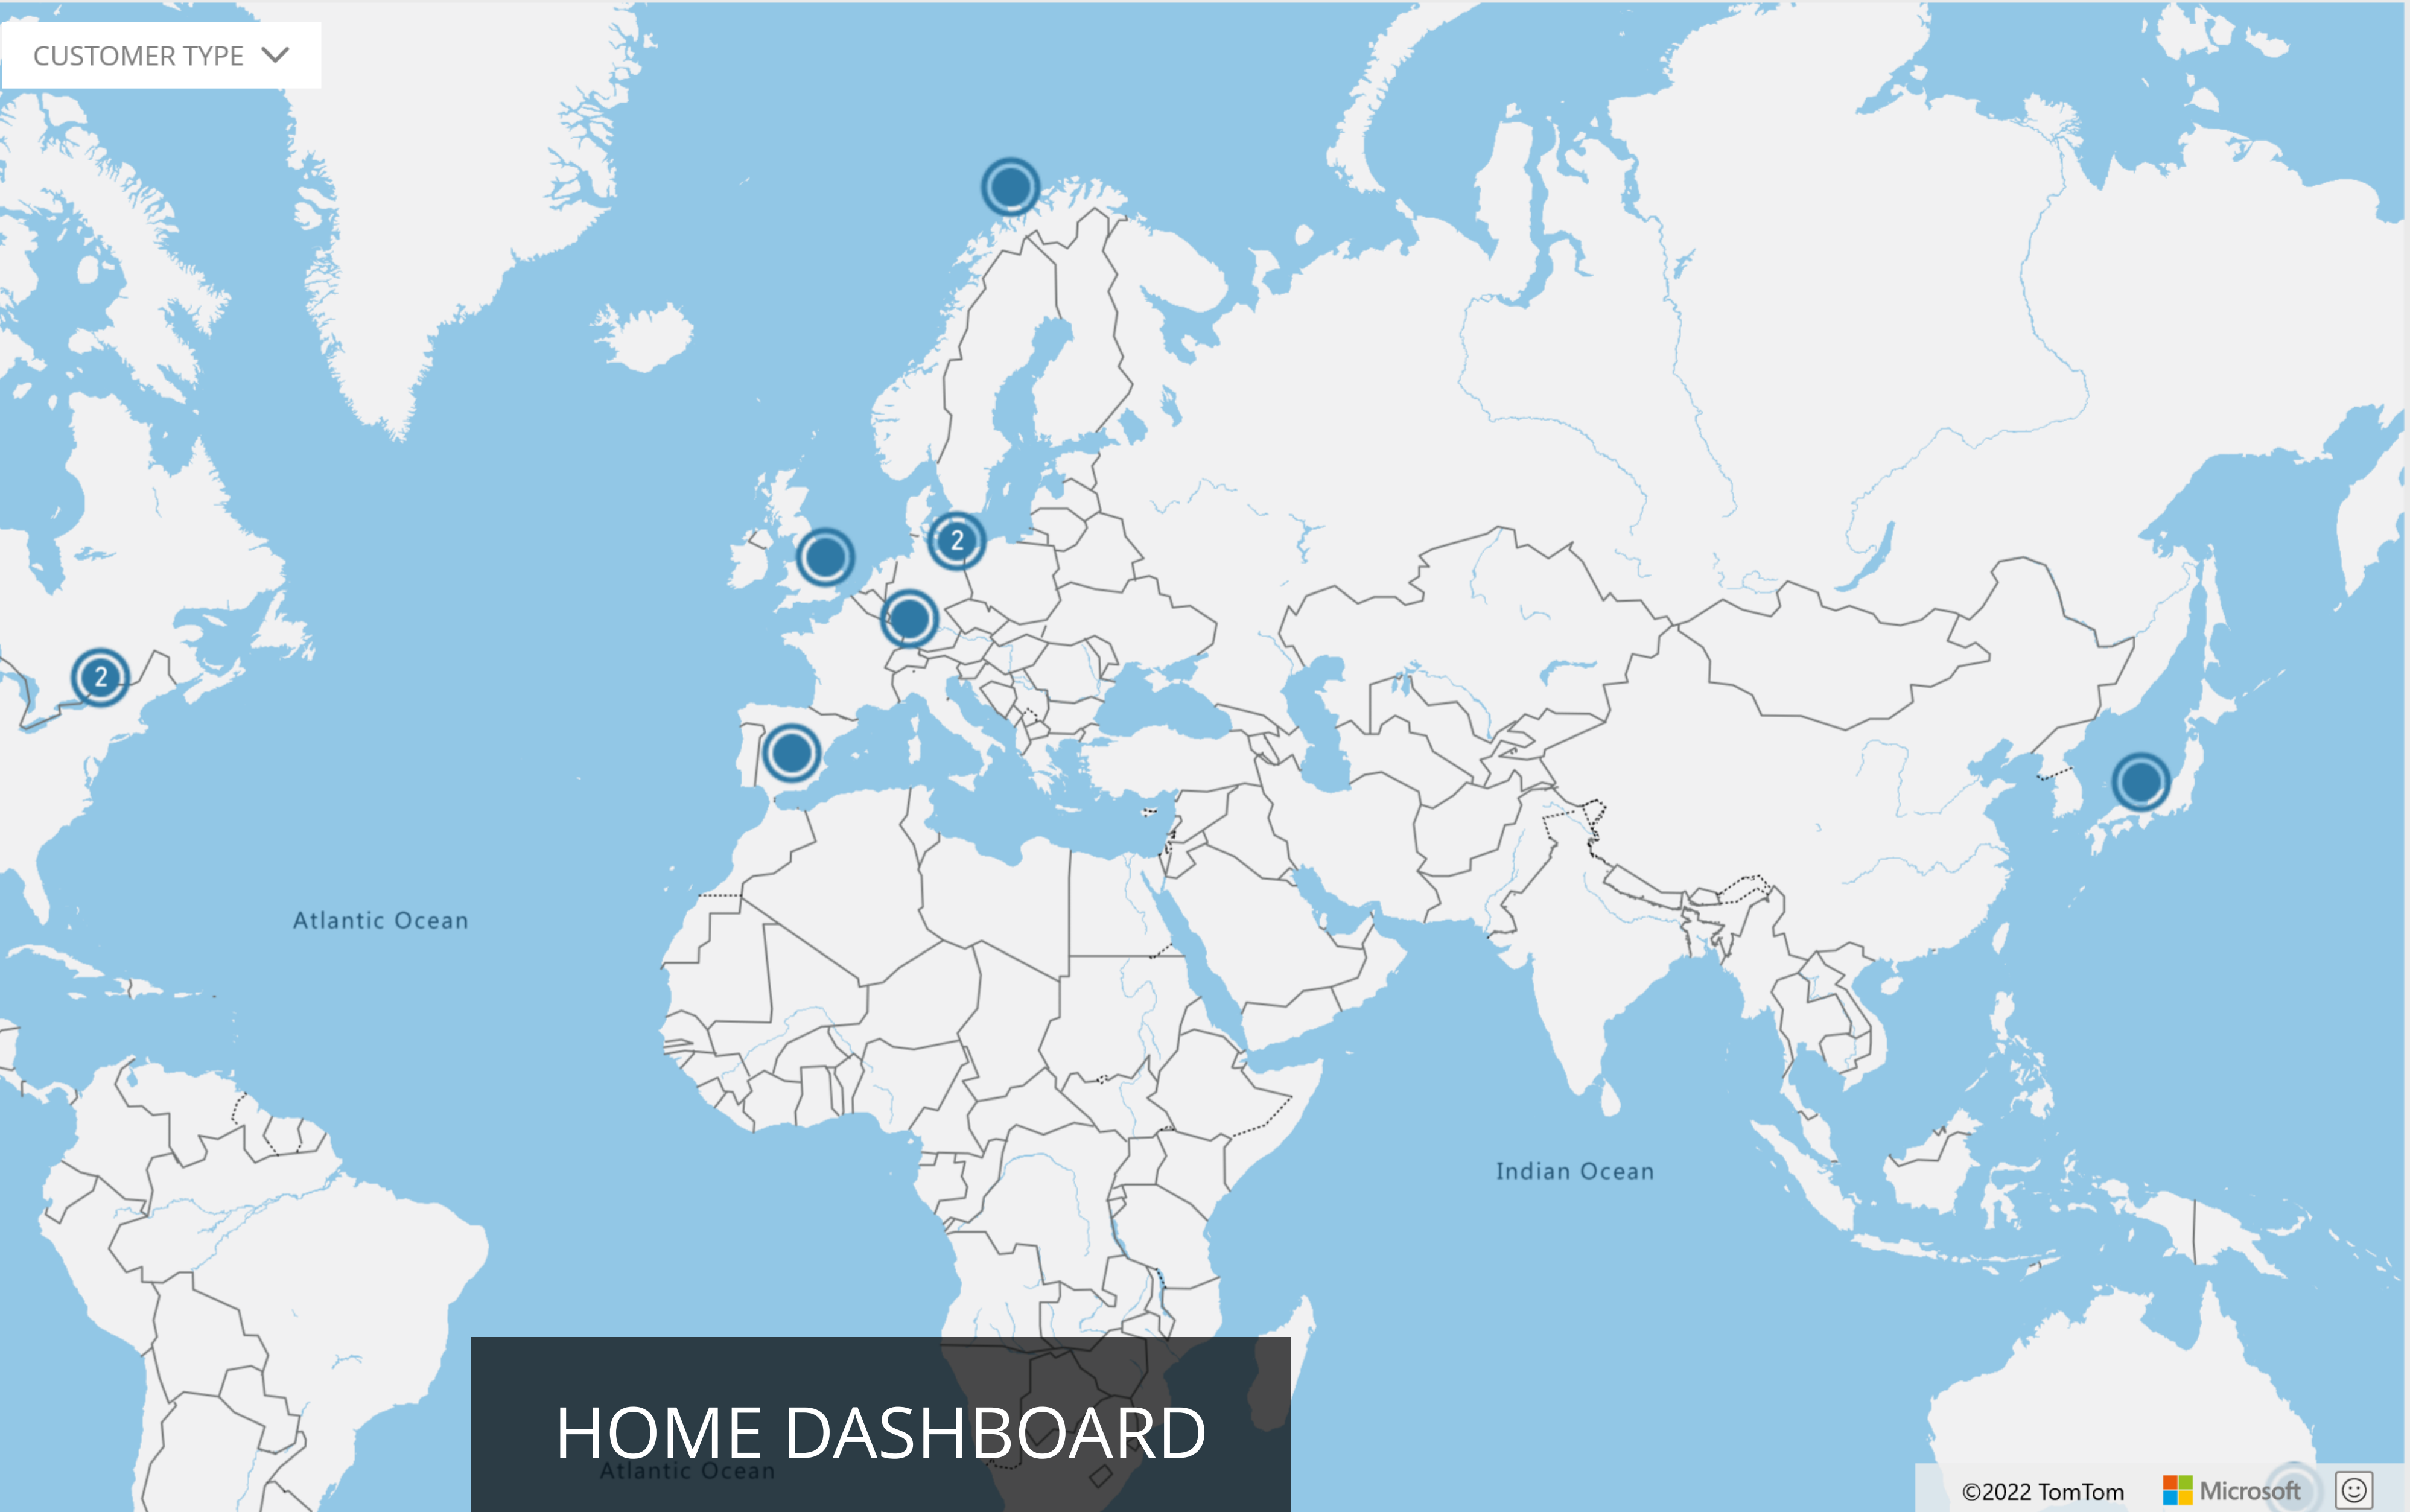 CUSTOMER TYPE
2
2
Atlantic Ocean
Indian Ocean
HOME DASHBOARD
Atlantic Ocean
©2022 TomTom
Microsoft